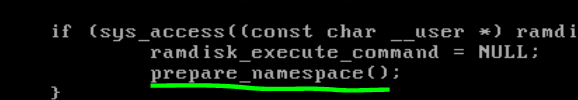 if (sys_access((const char __user *) ramdi
ramdisk_execute_command = NULL;
prepare_namespace();
}